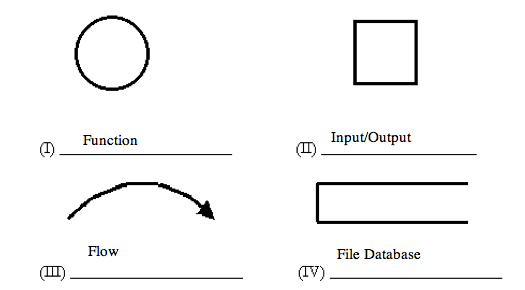 (I) Function
(II) Input/Output
(III) Flow
(IV) File Database